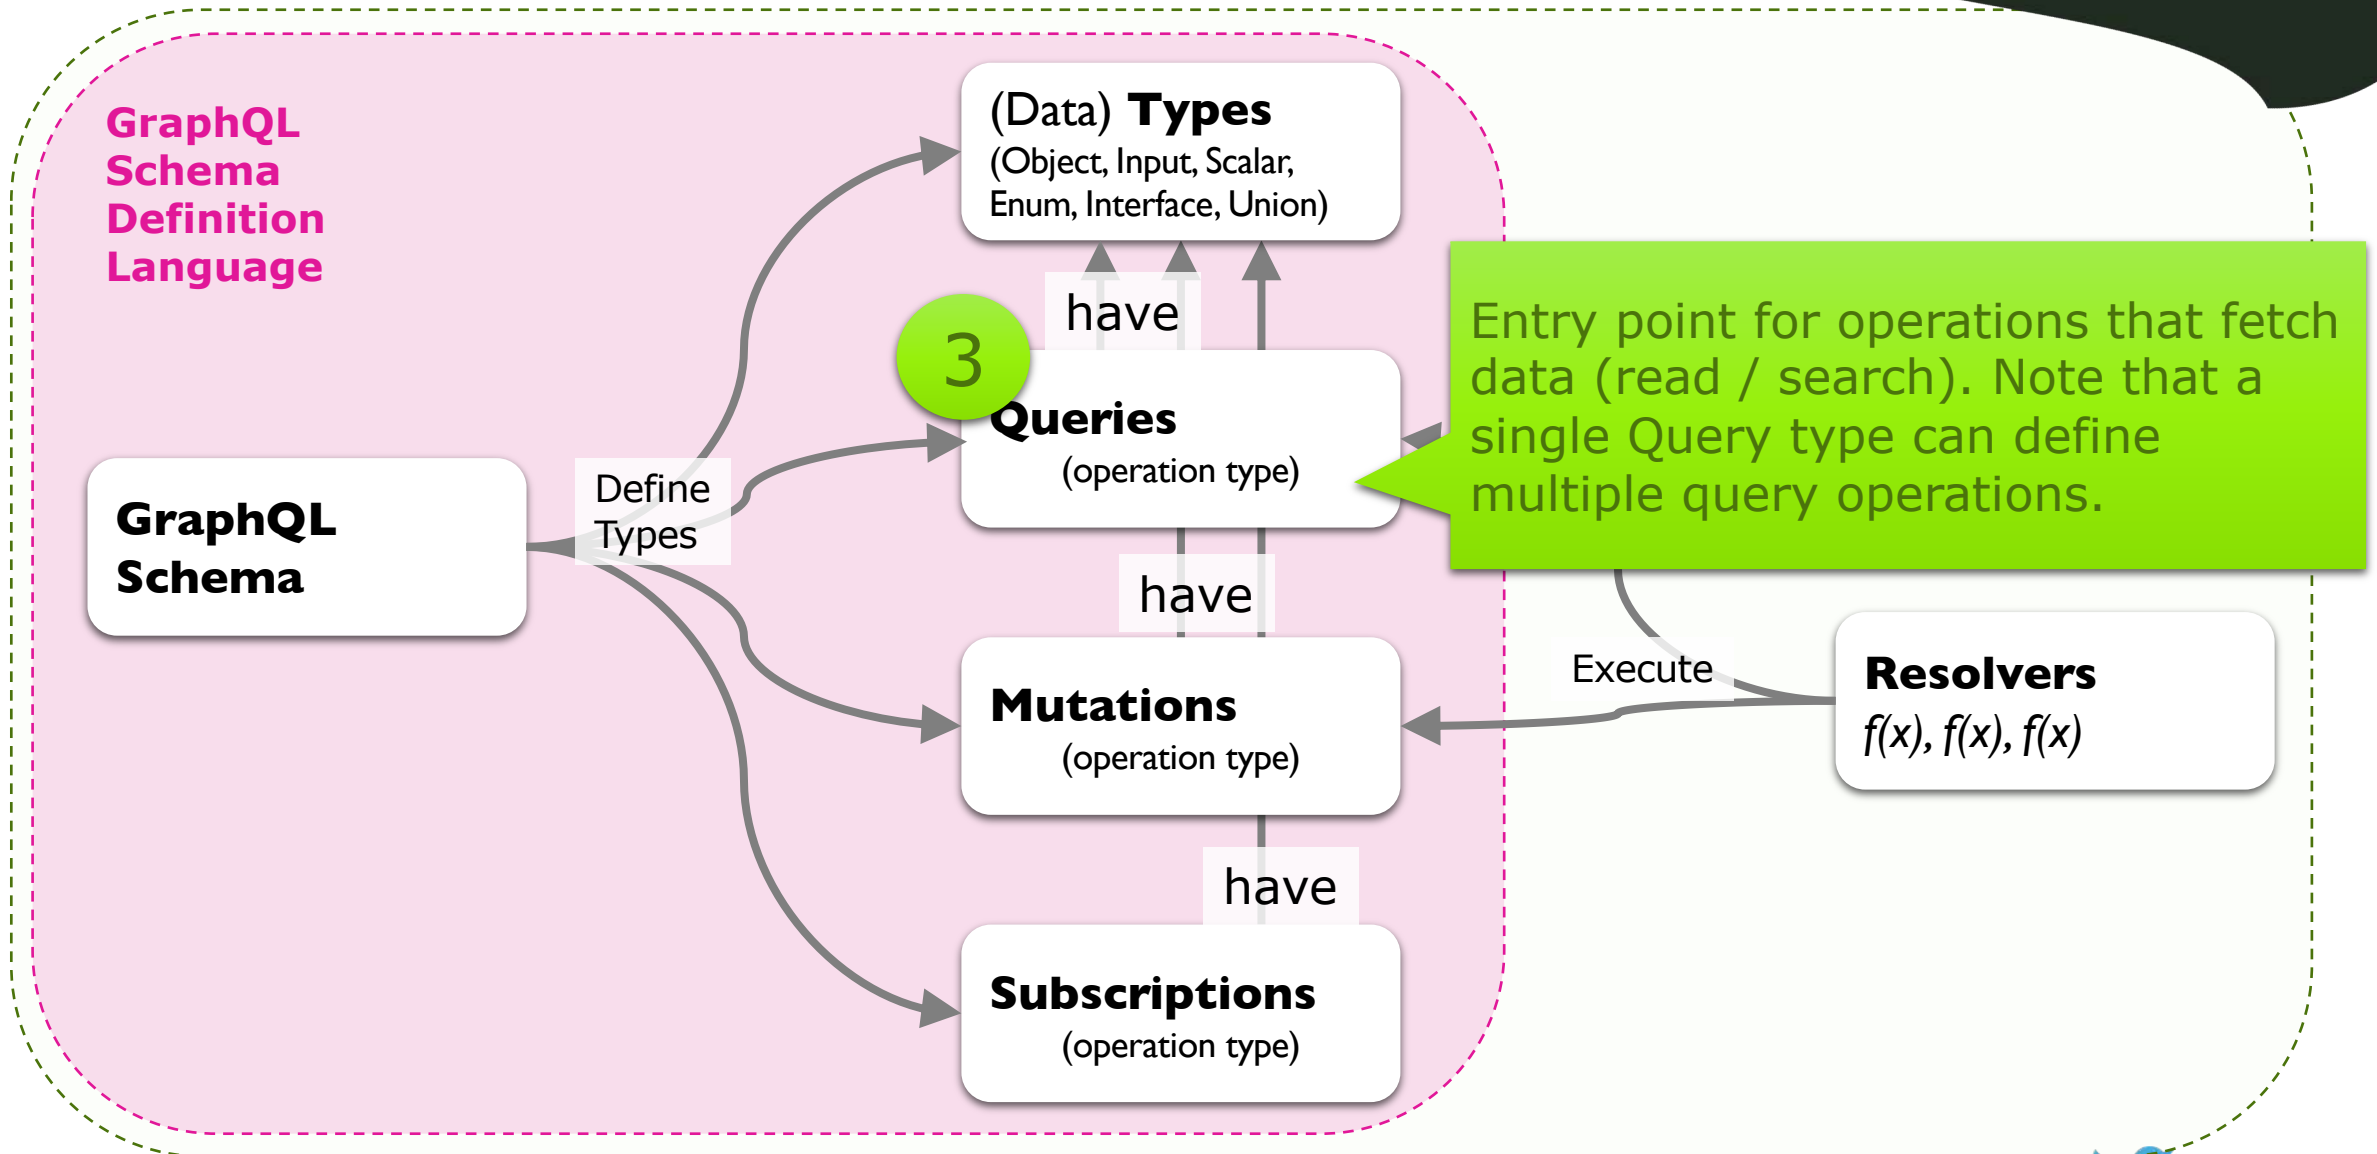 GraphQL
Schema
Definition
Language
(Data) Types
(Object, Input, Scalar,
Enum, Interface, Union)
have
3
Queries
(operation type)
Entry point for operations that fetch
data (read / search). Note that a
single Query type can define
multiple query operations.
Define
Types
GraphQL
Schema
have
Mutations
(operation type)
Execute
Resolvers
f(x), f(x), f(x)
have
Subscriptions
(operation type)